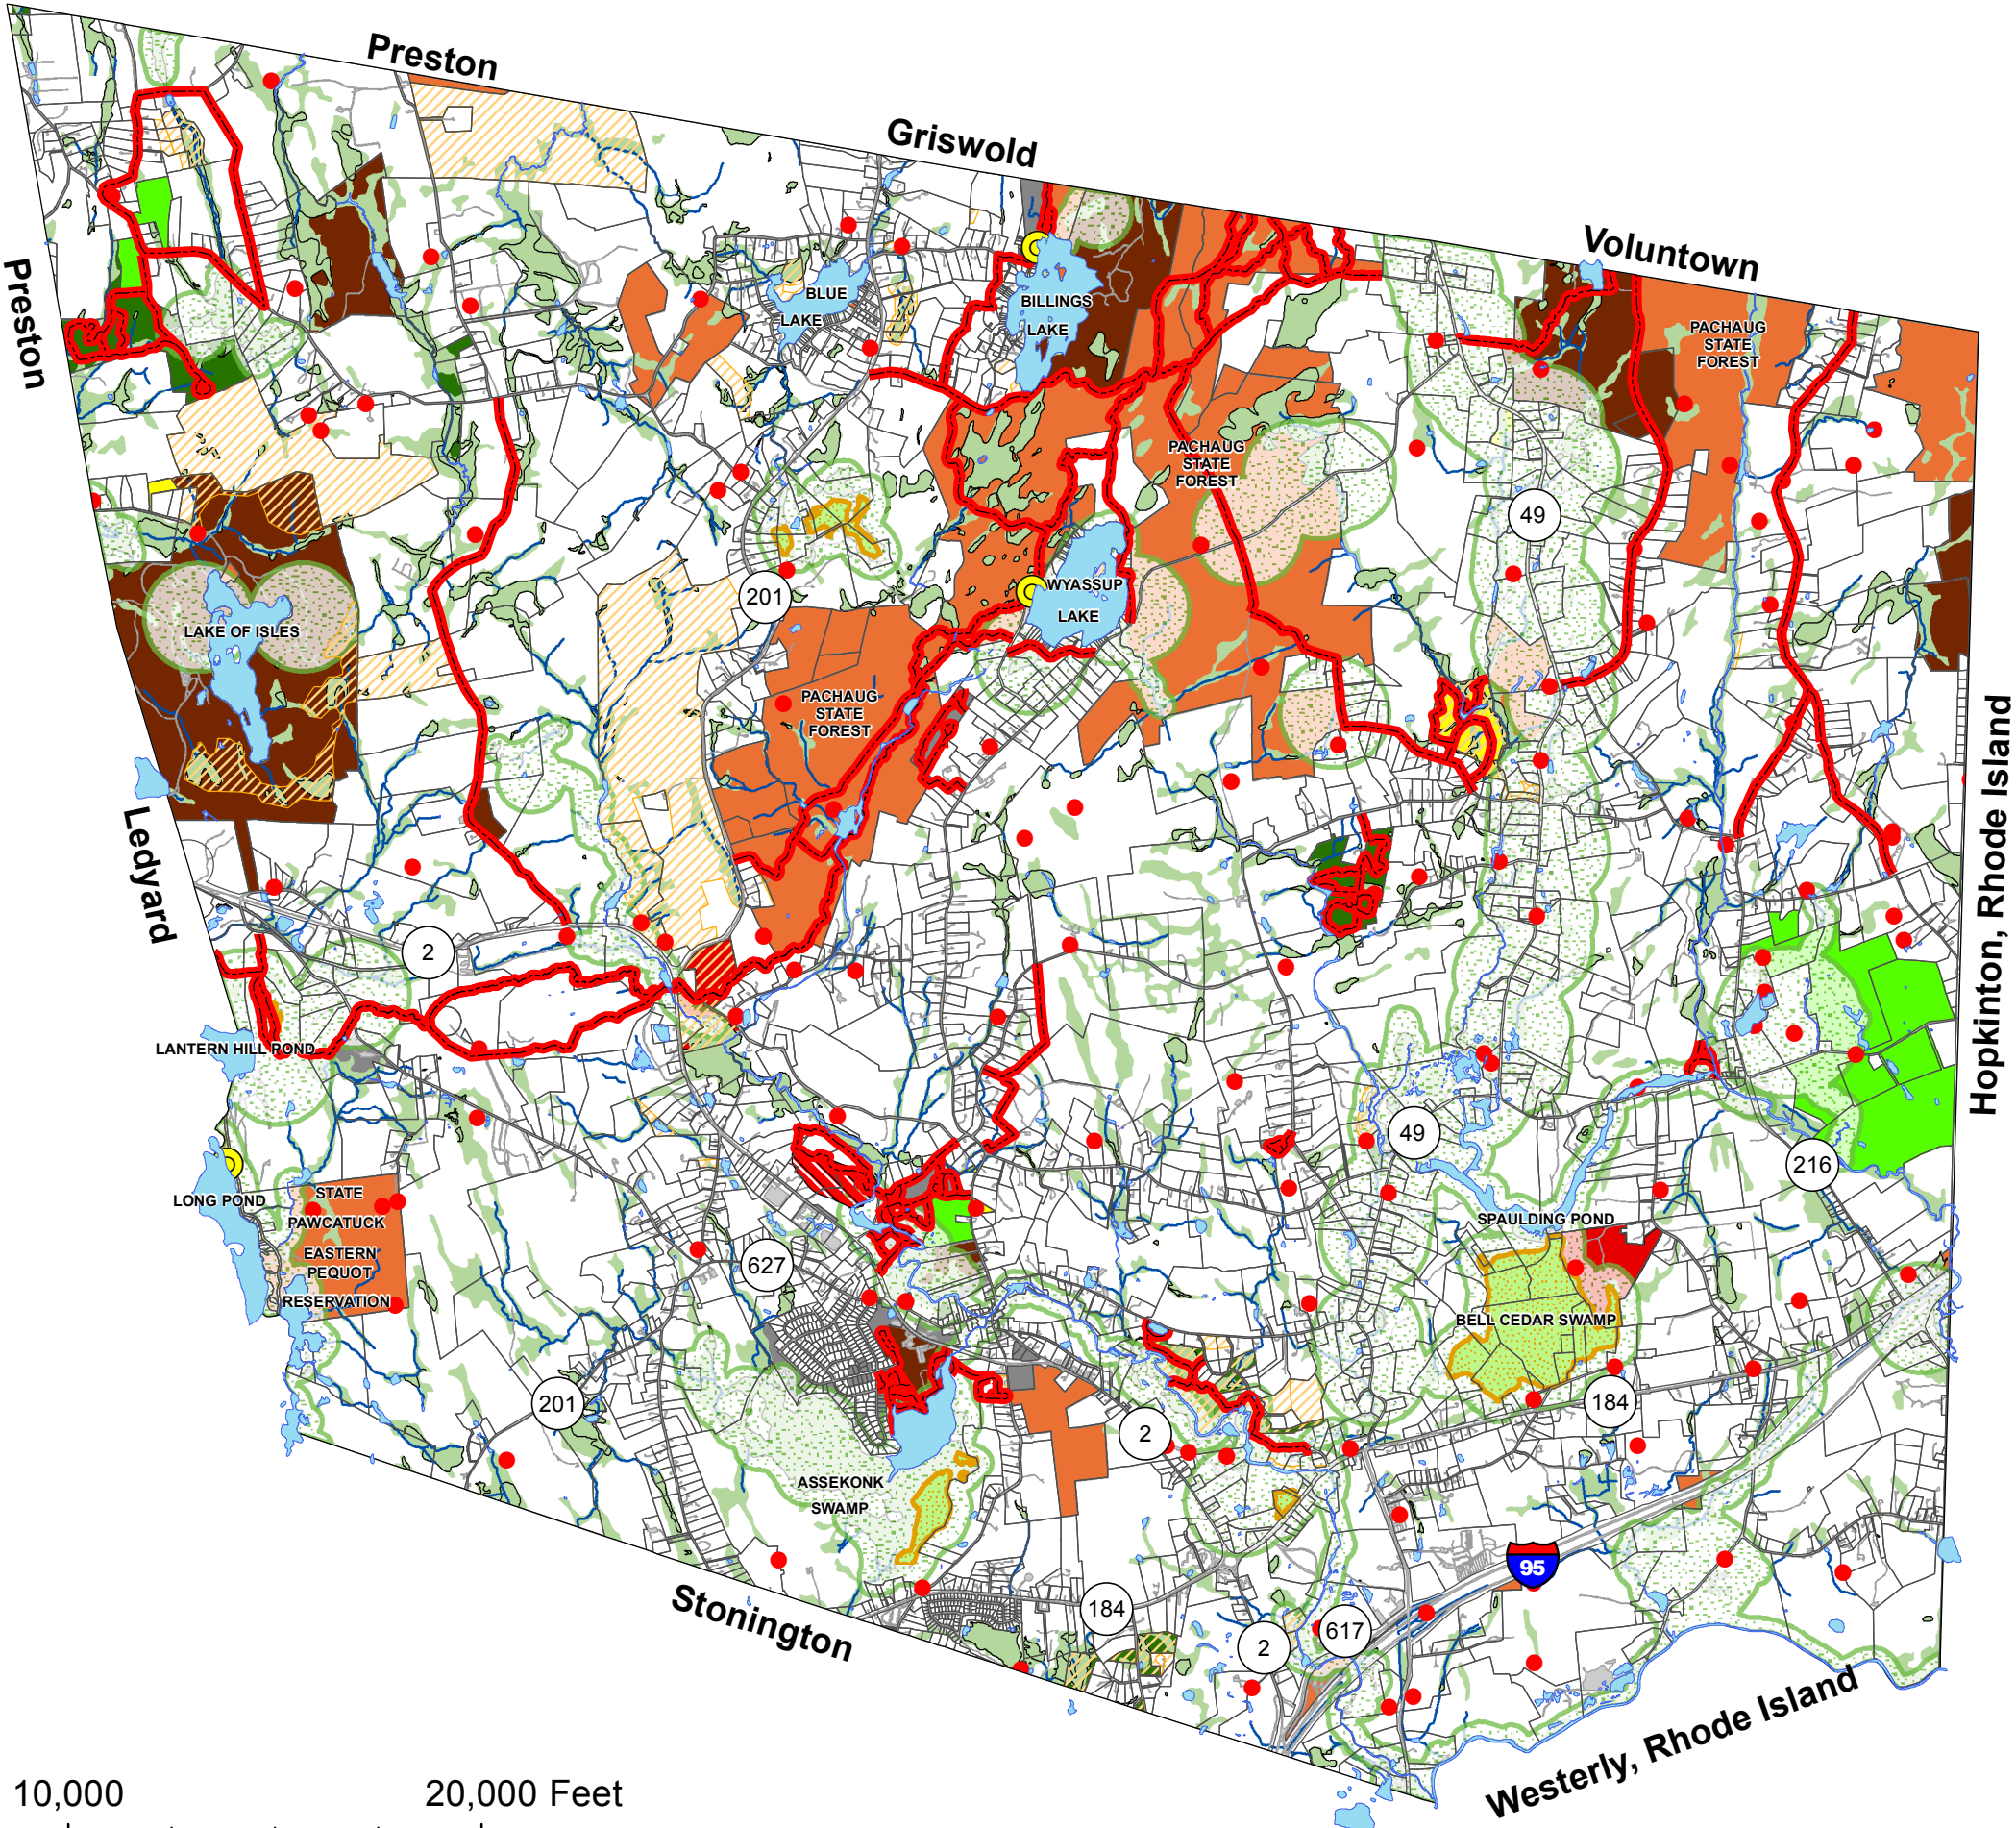 Preston
Griswold
Voluntown
Preston
BLUE
LAKE
BILLINGS
LAKE
PACHAUG
STATE
FOREST
PACHAUG
STATE
FOREST
49
201
WYASSUP
LAKE
LAKE OF ISLES
PACHAUG
STATE
FOREST
Ledyard
Hopkinton, Rhode Island
2
LANTERN HILL POND
49
216
LONG POND
STATE
PAWCATUCK
EASTERN
PEQUOT
RESERVATION
SPAULDING POND
627
BELL CEDAR SWAMP
201
184
2
ASSEKONK
SWAMP
95
Stonington
184
2
617
Westerly, Rhode Island
10,000
20,000 Feet